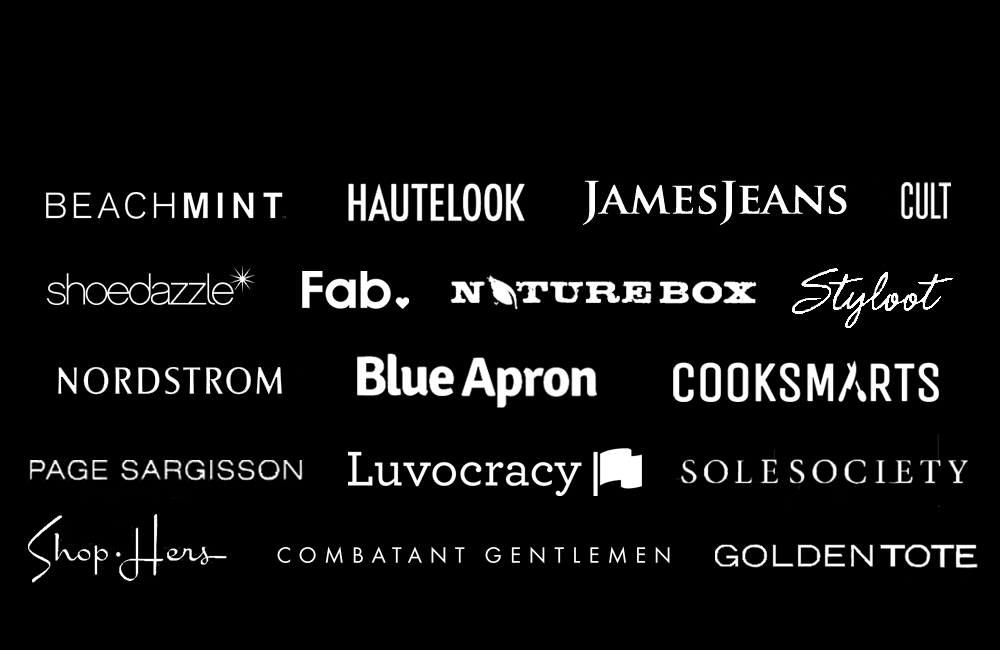 BEACHMINT HAUTELOOK JAMESJEANS CULT
shoedazzle Fab. NATUREBOX Styloot
NORDSTROM Blue Apron COOKSMARTS
PAGE SARGISSON Luvocracy SOLESOCIETY
Shop·Hers COMBATANT GENTLEMEN GOLDENTOTE